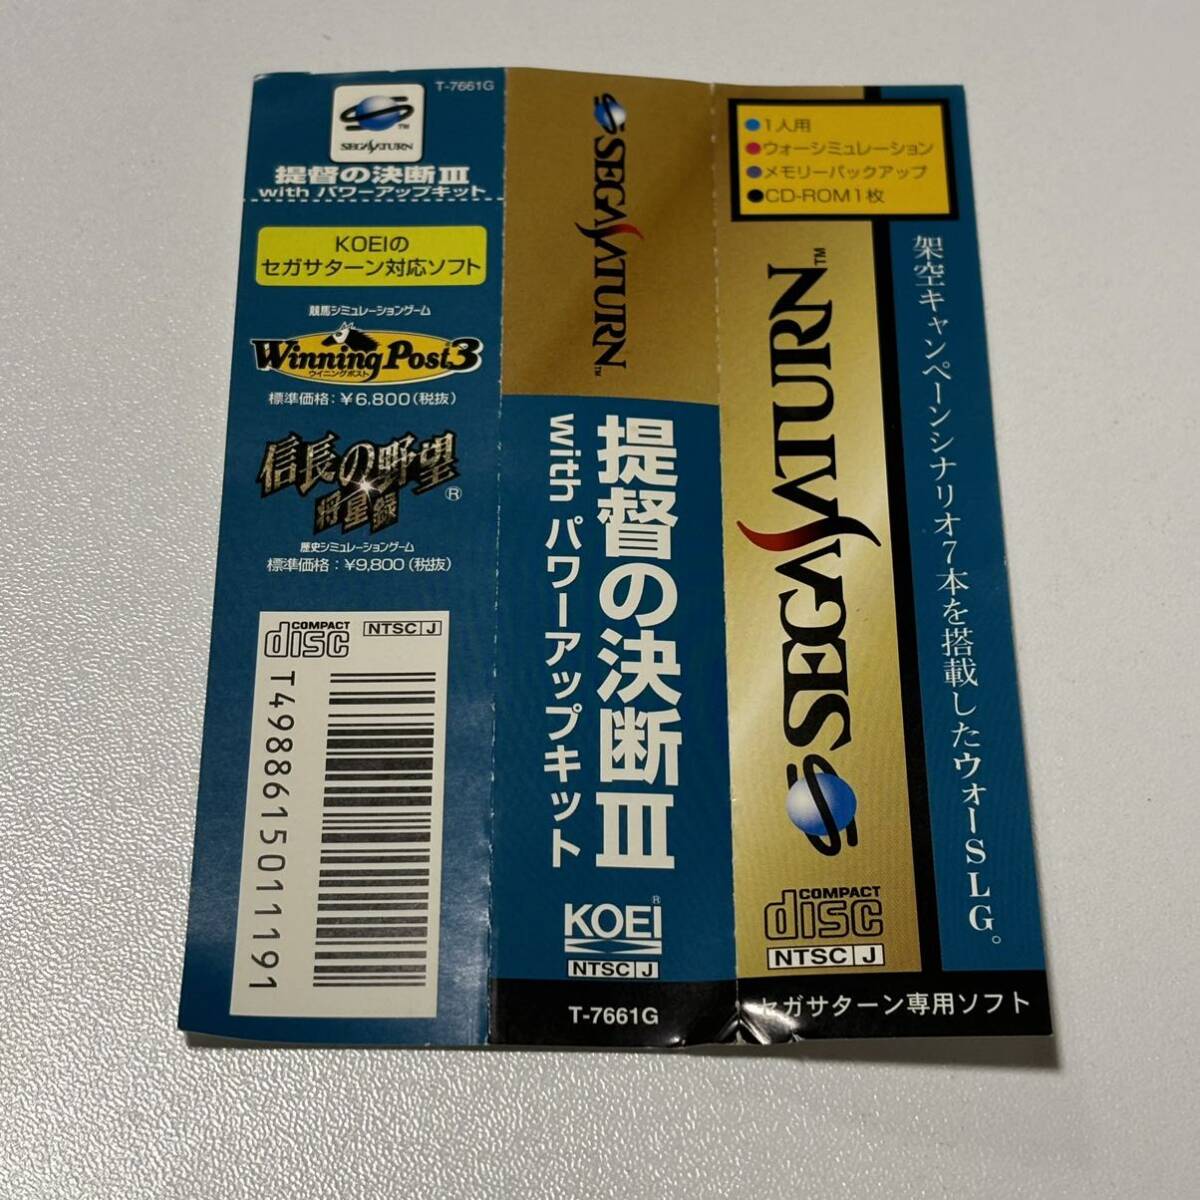 T-7661G
SEGA SATURN
提督の決断III
with パワーアップキット
KOEIの
セガサターン対応ソフト
競馬シミュレーションゲーム
Winning Post 3
ウイニングポスト
標準価格：¥6,800（税抜）
信長の野望
®
将星録
歴史シミュレーションゲーム
標準価格：¥9,800（税抜）
COMPACT
disc
NTSC J
T4988615011191
SEGA SATURN™
提督の決断III
with パワーアップキット
KOEI®
NTSC J
T-7661G
●1人用
●ウォーシミュレーション
●メモリーバックアップ
●CD-ROM1枚
SEGA SATURN™
COMPACT
disc
NTSC J
架空キャンペーンシナリオ7本を搭載したウォーSLG。
セガサターン専用ソフト